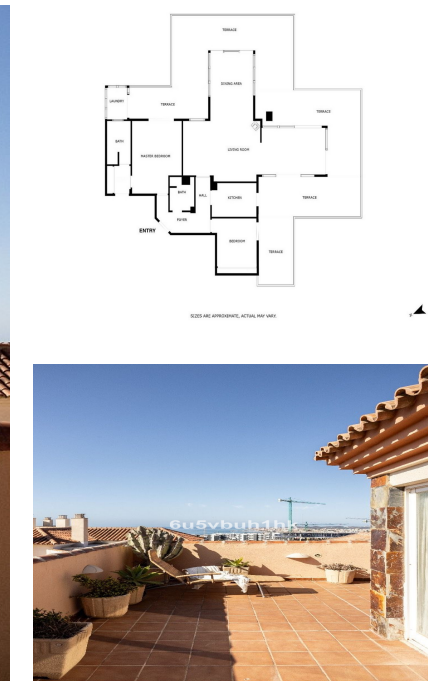 TERRACE
DINING AREA
LAUNDRY
TERRACE
TERRACE
BATH
MASTER BEDROOM
LIVING ROOM
BATH
HALL
KITCHEN
TERRACE
FOYER
ENTRY
BEDROOM
TERRACE
SIZES ARE APPROXIMATE, ACTUAL MAY VARY.
6u5vbuh1hk